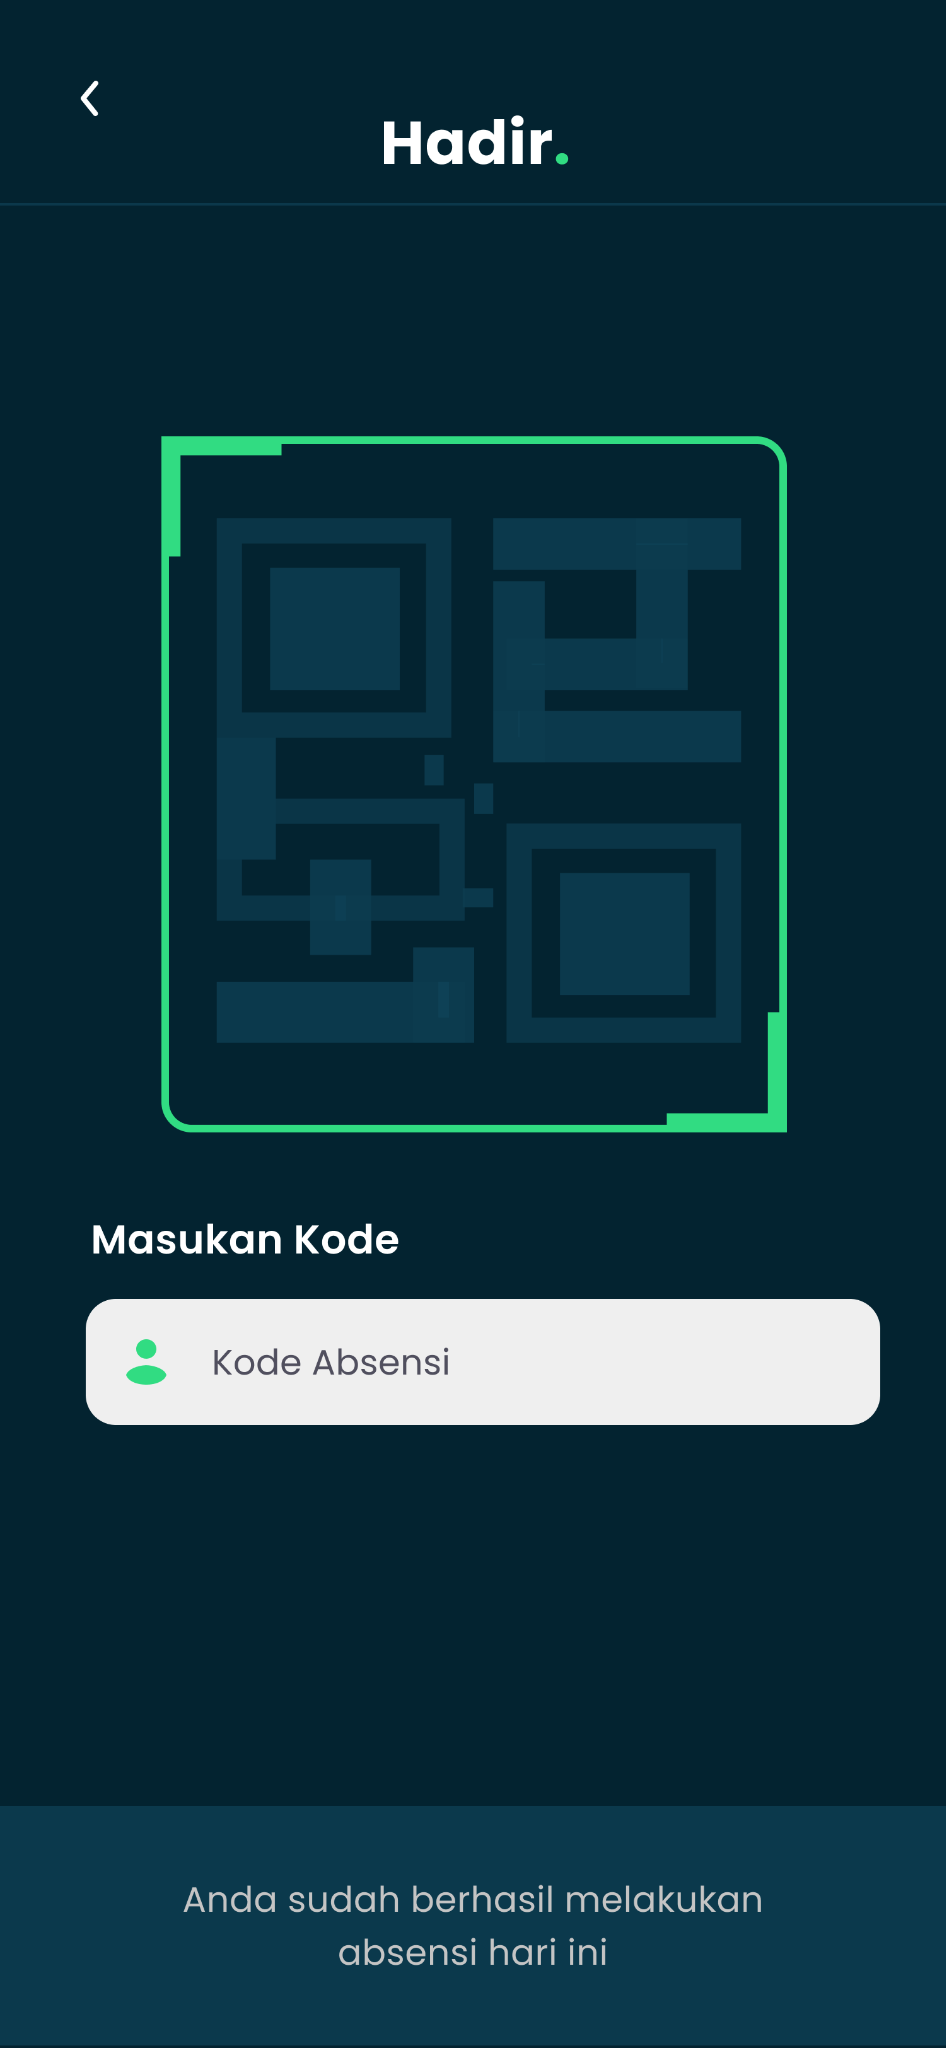 Hadir.
Masukan Kode
Kode Absensi
Anda sudah berhasil melakukan
absensi hari ini